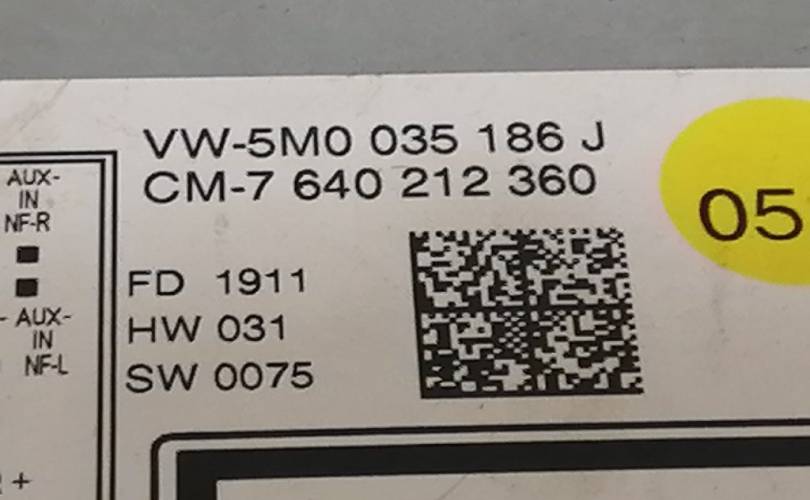 VW-5M0 035 186 J
CM-7 640 212 360
FD 1911
HW 031
SW 0075
05
AUX-
IN
NF-R
- AUX-
IN
NF-L
+